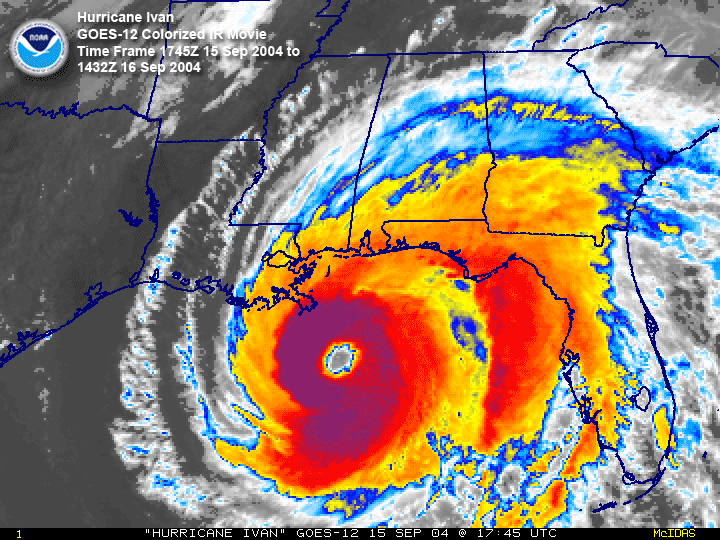 Hurricane Ivan
GOES-12 Colorized IR Movie
Time Frame 1745Z 15 Sep 2004 to
1432Z 16 Sep 2004
NOAA
1 "HURRICANE IVAN" GOES-12 15 SEP 04 @ 17:45 UTC McIDAS